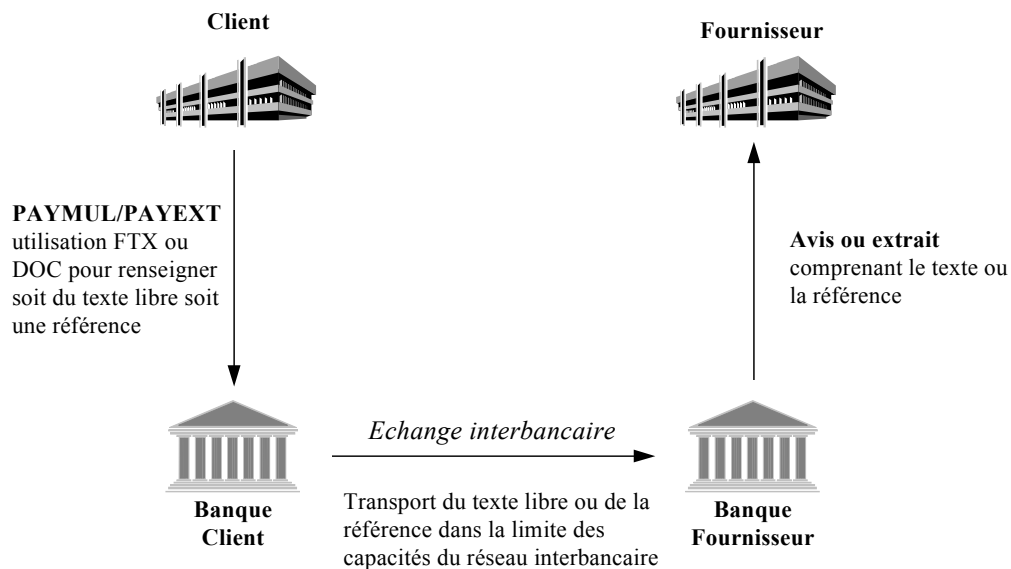 Client
Fournisseur
PAYMUL/PAYEXT
utilisation FTX ou
DOC pour renseigner
soit du texte libre soit
une référence
Avis ou extrait
comprenant le texte ou
la référence
Echange interbancaire
Transport du texte libre ou de la
référence dans la limite des
capacités du réseau interbancaire
Banque
Client
Banque
Fournisseur